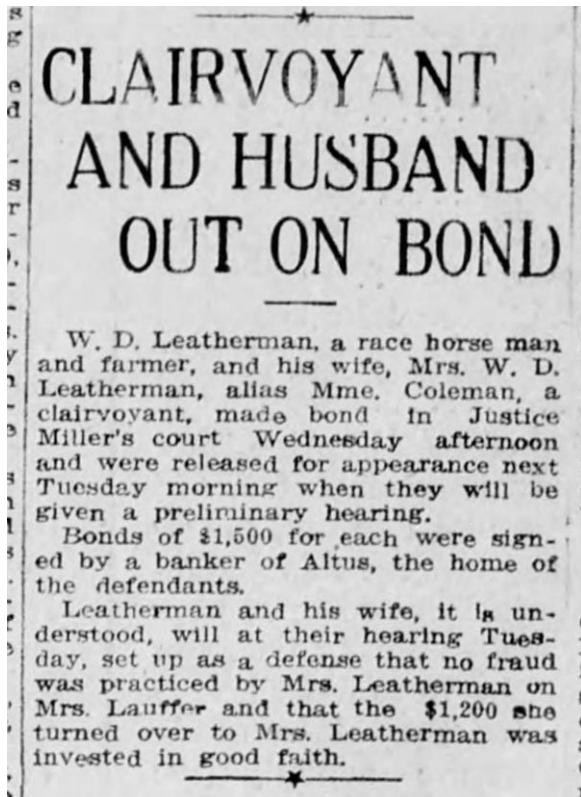 CLAIRVOYANT
AND HUSBAND
OUT ON BOND
W. D. Leatherman, a race horse man
and farmer, and his wife, Mrs. W. D.
Leatherman, alias Mme. Coleman, a
clairvoyant, made bond in Justice
Miller's court Wednesday afternoon
and were released for appearance next
Tuesday morning when they will be
given a preliminary hearing.
Bonds of $1,500 for each were sign-
ed by a banker of Altus, the home of
the defendants.
Leatherman and his wife, it is un-
derstood, will at their hearing Tues-
day, set up as a defense that no fraud
was practiced by Mrs. Leatherman on
Mrs. Lauffer and that the $1,200 she
turned over to Mrs. Leatherman was
invested in good faith.